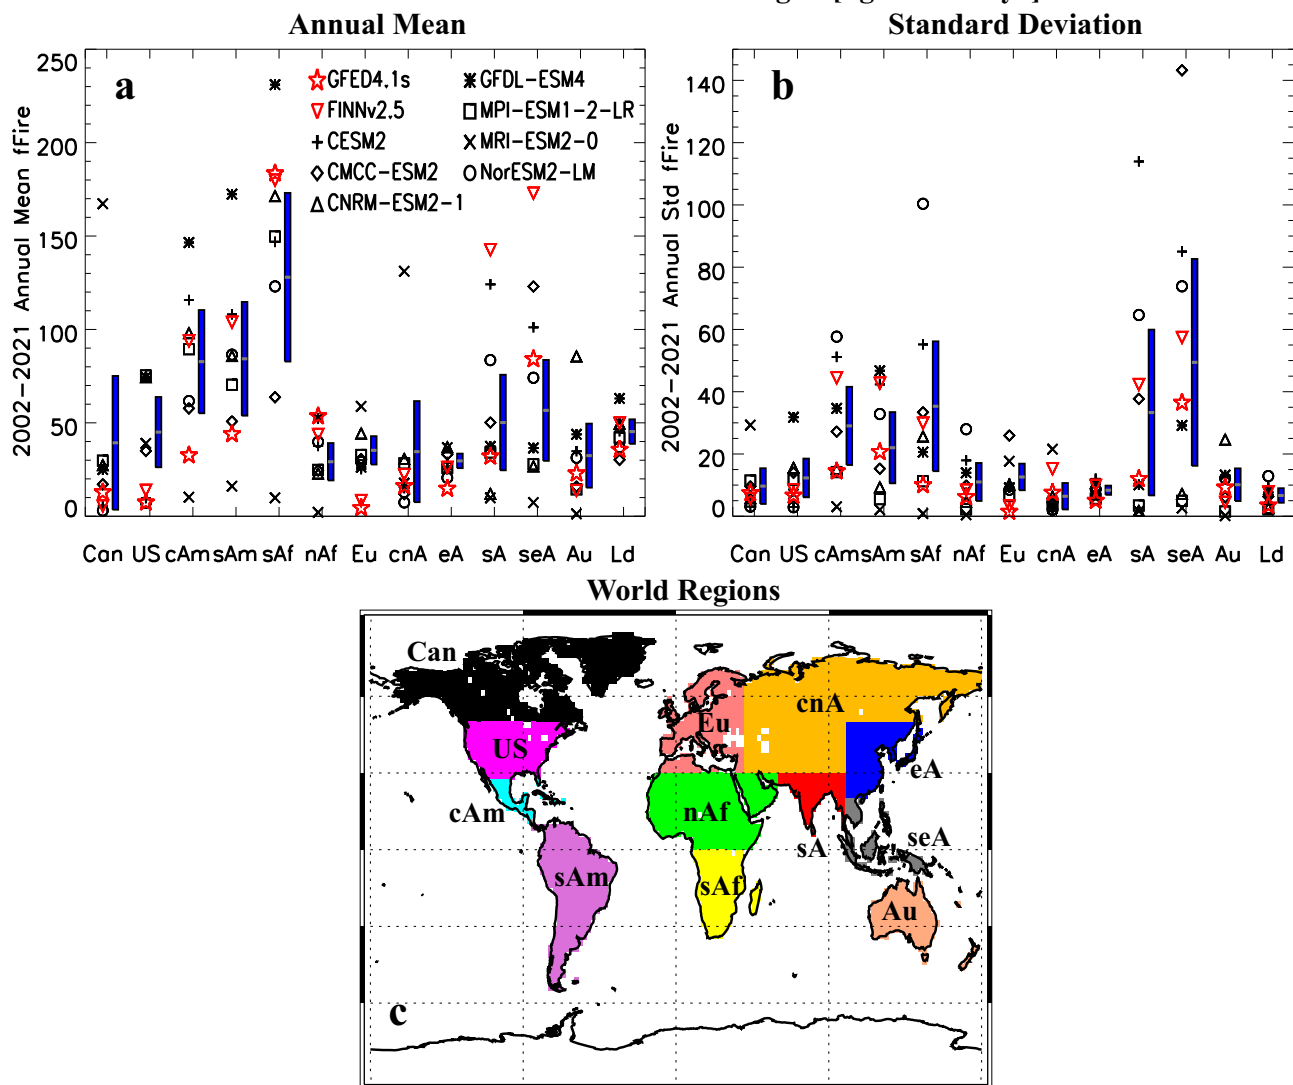 Annual Mean
Standard Deviation
2002-2021 Annual Mean fFire
250
200
150
100
50
0
a
GFED4.1s
FINNv2.5
CESM2
CMCC-ESM2
CNRM-ESM2-1
GFDL-ESM4
MPI-ESM1-2-LR
MRI-ESM2-0
NorESM2-LM
Can US cAm sAm sAf nAf Eu cnA eA sA seA Au Ld
2002-2021 Annual Std fFire
140
120
100
80
60
40
20
0
b
Can US cAm sAm sAf nAf Eu cnA eA sA seA Au Ld
World Regions
Can
cnA
Eu
US
eA
cAm
nAf
sA
seA
sAm
sAf
Au
c